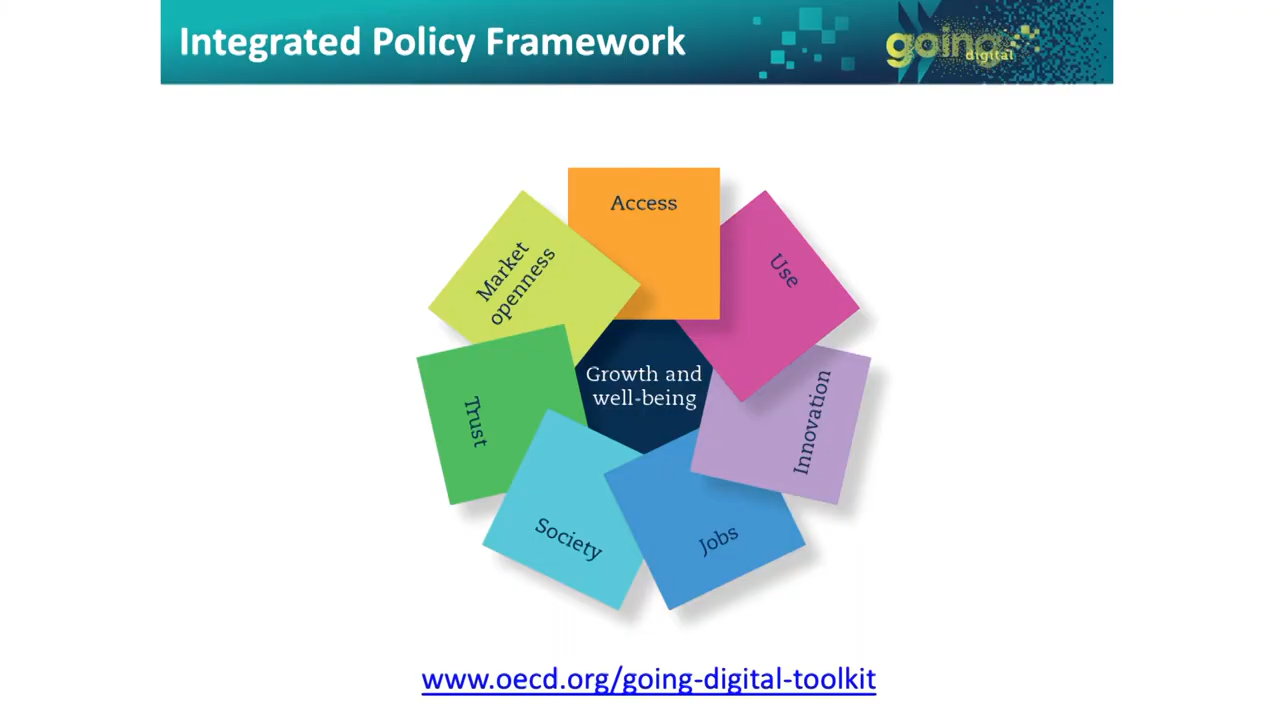 Integrated Policy Framework
going
digital
Access
Use
Innovation
Jobs
Society
Trust
Market
openness
Growth and
well-being
www.oecd.org/going-digital-toolkit